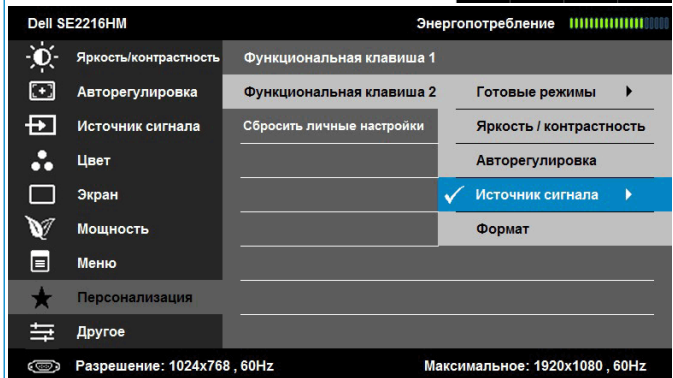 Dell SE2216HM Энергопотребление
Яркость/контрастность Функциональная клавиша 1
Авторегулировка Функциональная клавиша 2 Готовые режимы
Источник сигнала Сбросить личные настройки Яркость / контрастность
Цвет Авторегулировка
Экран Источник сигнала
Мощность Формат
Меню
Персонализация
Другое
Разрешение: 1024x768 , 60Hz Максимальное: 1920x1080 , 60Hz